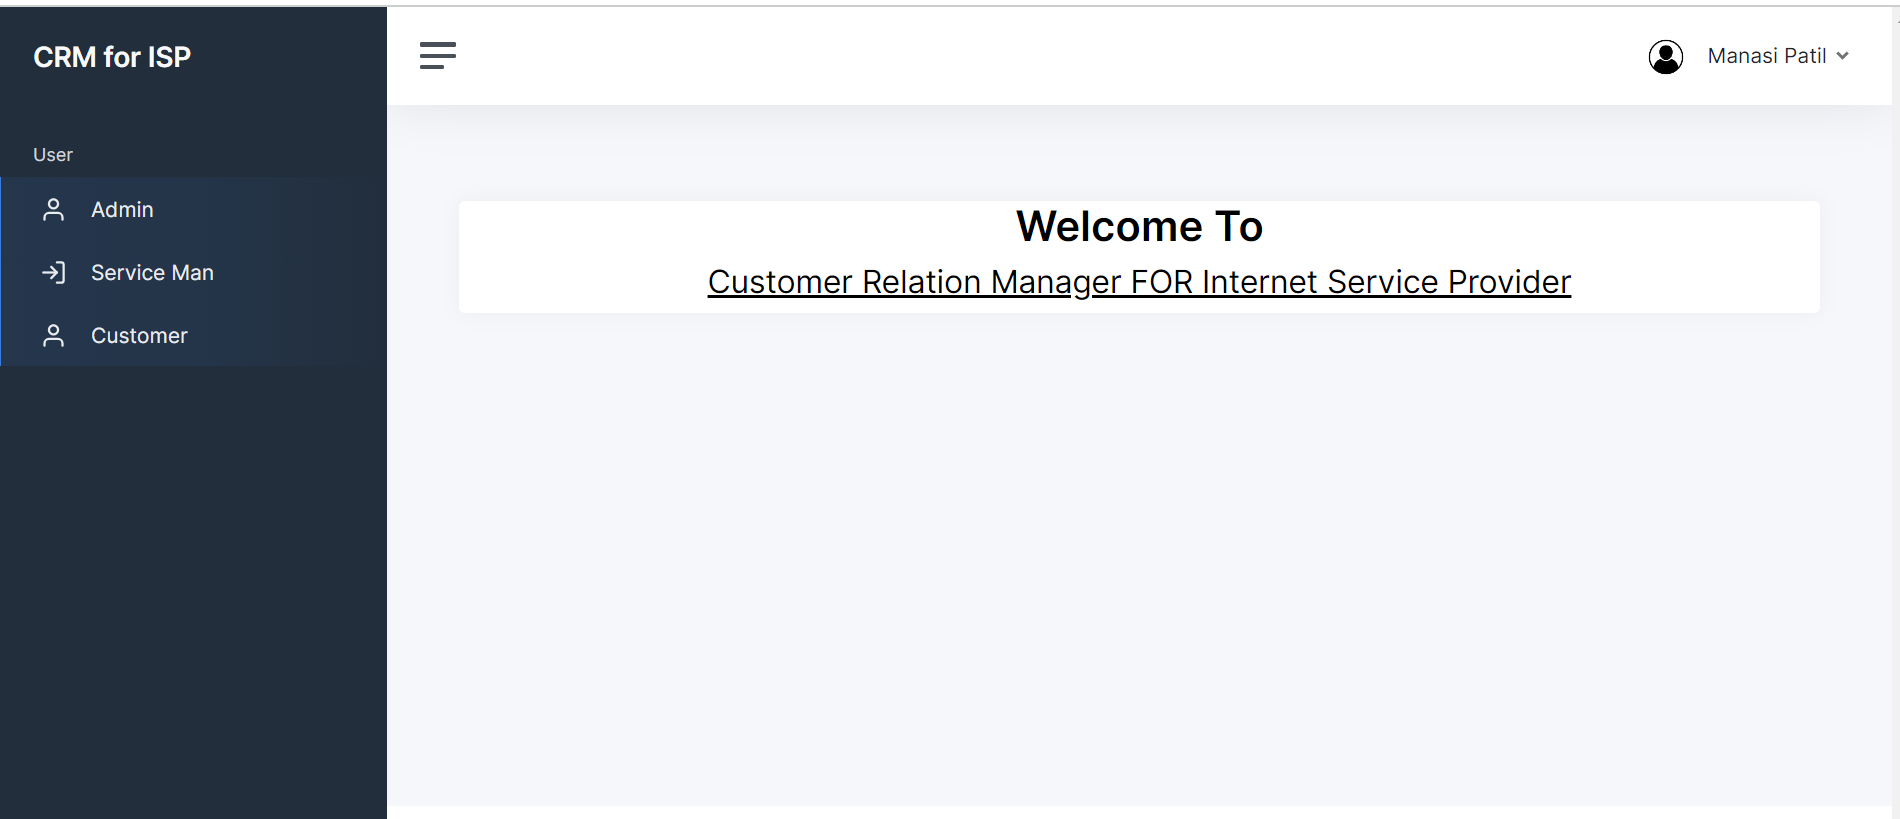 CRM for ISP
Manasi Patil
User
Admin
Service Man
Customer
Welcome To
Customer Relation Manager FOR Internet Service Provider